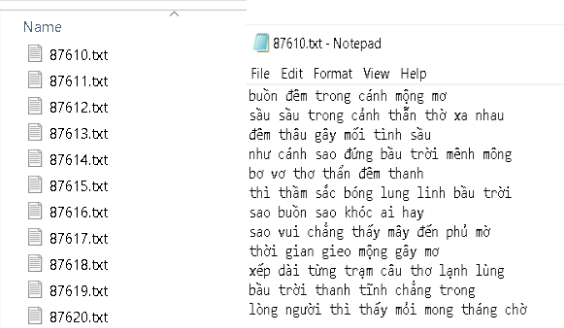 Name
87610.txt
87611.txt
87612.txt
87613.txt
87614.txt
87615.txt
87616.txt
87617.txt
87618.txt
87619.txt
87620.txt
87610.txt - Notepad
File Edit Format View Help
buồn đêm trong cánh mộng mơ
sầu sầu trong cảnh thẫn thờ xa nhau
đêm thâu gây mối tình sầu
như cánh sao đứng bầu trời mênh mông
bơ vơ thơ thẩn đêm thanh
thì thầm sắc bóng lung linh bầu trời
sao buồn sao khóc ai hay
sao vui chẳng thấy mây đến phủ mờ
thời gian gieo mộng gây mơ
xếp dài từng trạm câu thơ lạnh lùng
bầu trời thanh tĩnh chẳng trong
lòng người thì thấy mỏi mong tháng chờ